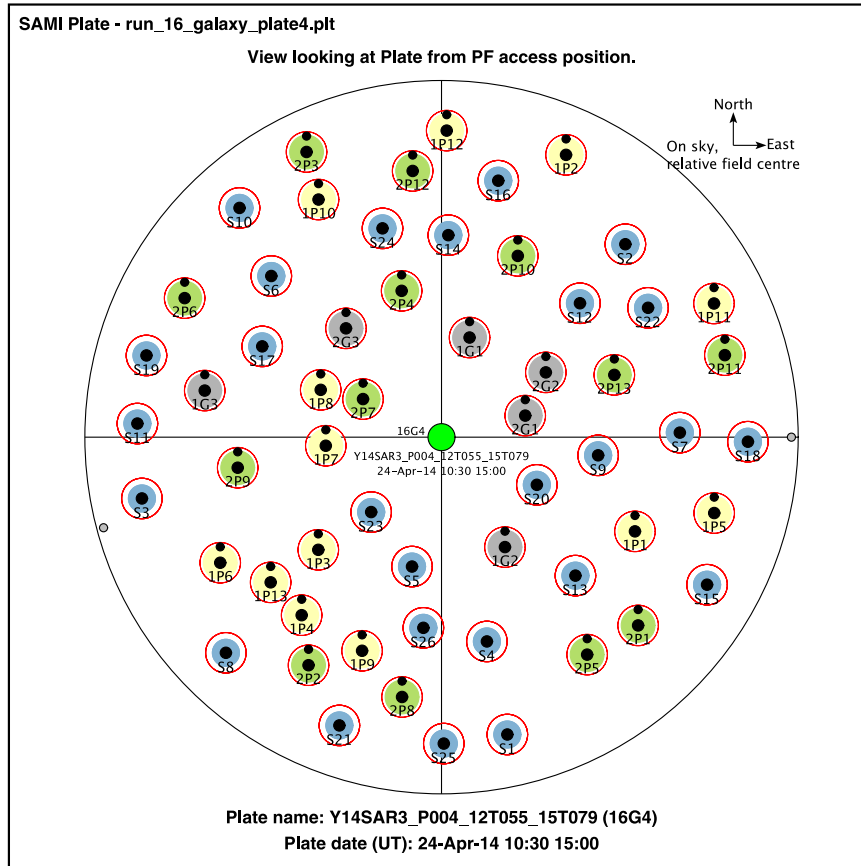 SAMI Plate - run_16_galaxy_plate4.plt
View looking at Plate from PF access position.
North
On sky, East
relative field centre
1P12
2P3
1P2
2P12
S16
1P10
S10
S24
S14
S2
2P10
S6
2P4
2P6
S12
S22
1P11
2G3
1G1
S17
S19
2P11
2G2
2P13
1G3
1P8
2P7
2G1
S11
16G4
S7
S18
1P7
Y14SAR3_P004_12T055_15T079
S9
24-Apr-14 10:30 15:00
2P9
S20
S3
S23
1P5
1P1
1G2
1P3
1P6
S5
S13
1P13
S15
1P4
2P1
S26
S4
S8
1P9
2P5
2P2
2P8
S21
S1
S25
Plate name: Y14SAR3_P004_12T055_15T079 (16G4)
Plate date (UT): 24-Apr-14 10:30 15:00